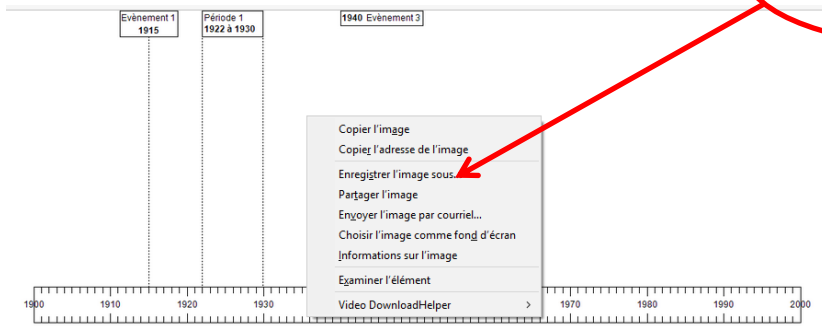 Evènement 1
1915
Période 1
1922 à 1930
1940 Evènement 3
Copier l'image
Copier l'adresse de l'image
Enregistrer l'image sous...
Partager l'image
Envoyer l'image par courriel...
Choisir l'image comme fond d'écran
Informations sur l'image
Examiner l'élément
Video DownloadHelper >
1900 1910 1920 1930 1970 1980 1990 2000